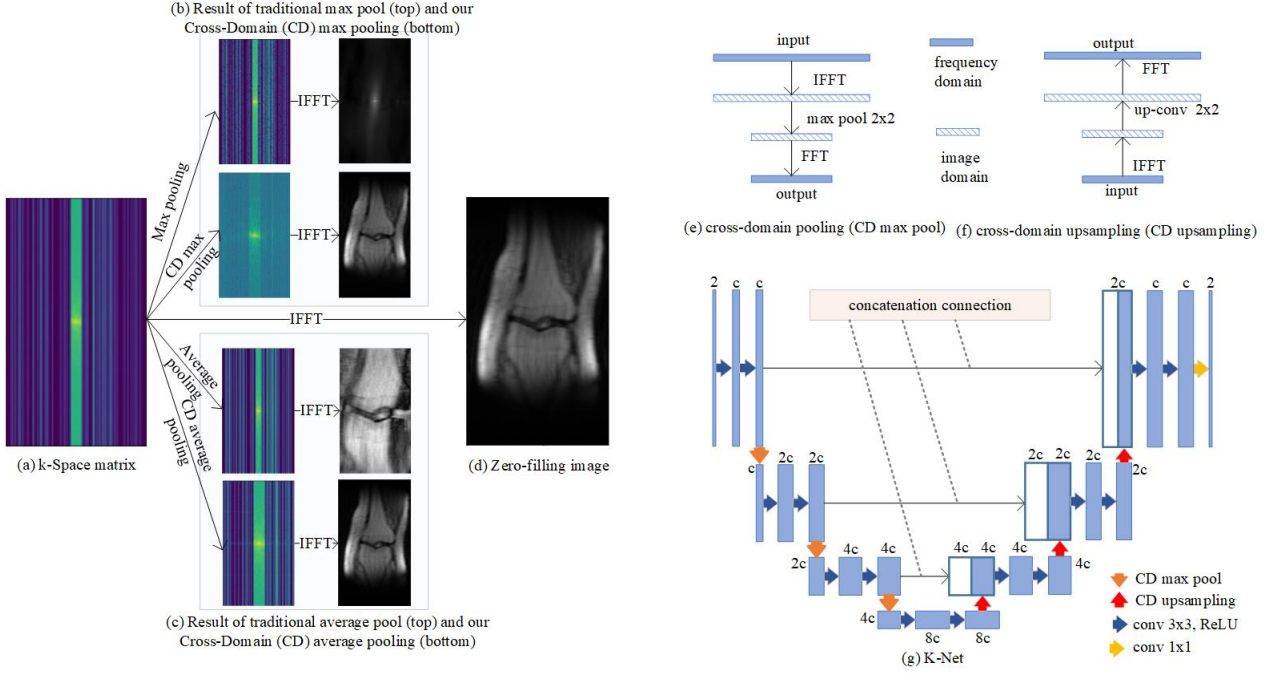 (b) Result of traditional max pool (top) and our
Cross-Domain (CD) max pooling (bottom)
IFFT
IFFT
Max pooling
CD max
pooling
IFFT
Average
pooling
CD average
pooling
IFFT
IFFT
(a) k-Space matrix
(d) Zero-filling image
(c) Result of traditional average pool (top) and our
Cross-Domain (CD) average pooling (bottom)
input
IFFT
max pool 2x2
FFT
output
(e) cross-domain pooling (CD max pool)
frequency
domain
image
domain
output
FFT
up-conv 2x2
IFFT
input
(f) cross-domain upsampling (CD upsampling)
2 c c
concatenation connection
2c
c c 2
c 2c 2c
2c 2c
2c 2c
2c 4c 4c
4c 4c 4c
4c
4c 8c 8c
CD max pool
CD upsampling
conv 3x3, ReLU
conv 1x1
(g) K-Net